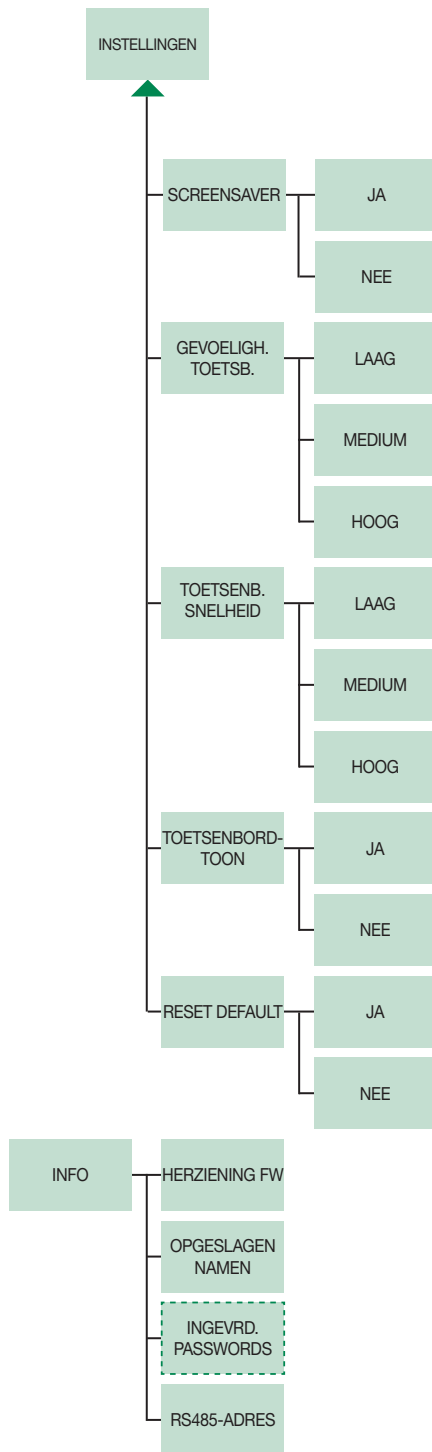 INSTELLINGEN
SCREENSAVER
JA
NEE
GEVOELIGH.
TOETSB.
LAAG
MEDIUM
HOOG
TOETSENB.
SNELHEID
LAAG
MEDIUM
HOOG
TOETSENBORD-
TOON
JA
NEE
RESET DEFAULT
JA
NEE
INFO
HERZIENING FW
OPGESLAGEN
NAMEN
INGEVRD.
PASSWORDS
RS485-ADRES